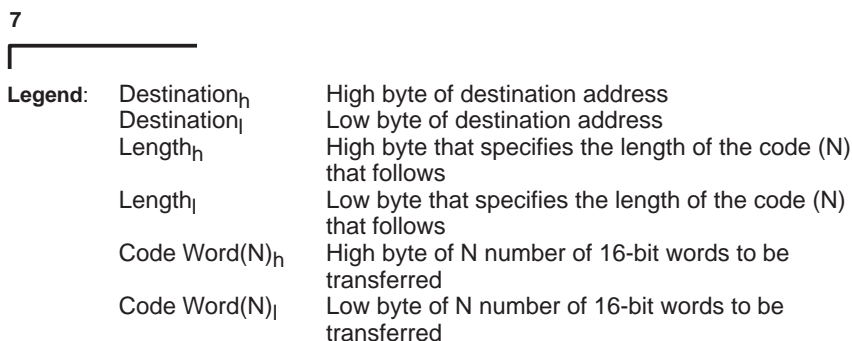 7
Legend: Destinationh High byte of destination address
Destinationl Low byte of destination address
Lengthh High byte that specifies the length of the code (N)
that follows
Lengthl Low byte that specifies the length of the code (N)
that follows
Code Word(N)h High byte of N number of 16-bit words to be
transferred
Code Word(N)l Low byte of N number of 16-bit words to be
transferred